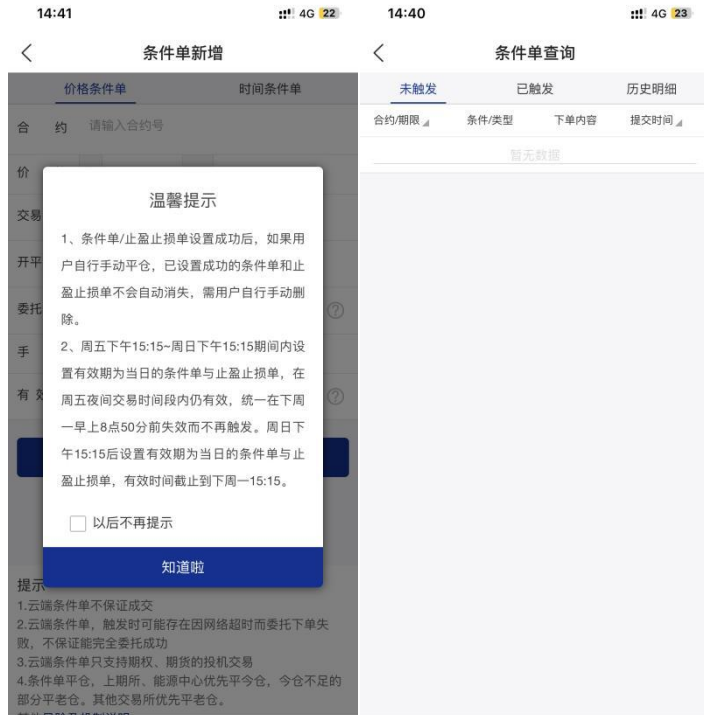 14:41
4G 22
条件单新增
价格条件单 时间条件单
合 约 请输入合约号
价
温馨提示
交易
1、条件单/止盈止损单设置成功后，如果用
户自行手动平仓，已设置成功的条件单和止
开平
盈止损单不会自动消失，需用户自行手动删
委托
除。
2、周五下午15:15~周日下午15:15期间内设
手
置有效期为当日的条件单与止盈止损单，在
有
周五夜间交易时间段内仍有效，统一在下周
一早上8点50分前失效而不再触发。周日下
午15:15后设置有效期为当日的条件单与止
盈止损单，有效时间截止到下周一15:15。
以后不再提示
知道啦
提示
1.云端条件单不保证成交
2.云端条件单，触发时可能存在因网络超时而委托下单失
败，不保证能完全委托成功
3.云端条件单只支持期权、期货的投机交易
4.条件单平仓，上期所、能源中心优先平今仓，今仓不足的
部分平老仓。其他交易所优先平老仓。
14:40
4G 23
条件单查询
未触发 已触发 历史明细
合约/期限 条件/类型 下单内容 提交时间
暂无数据